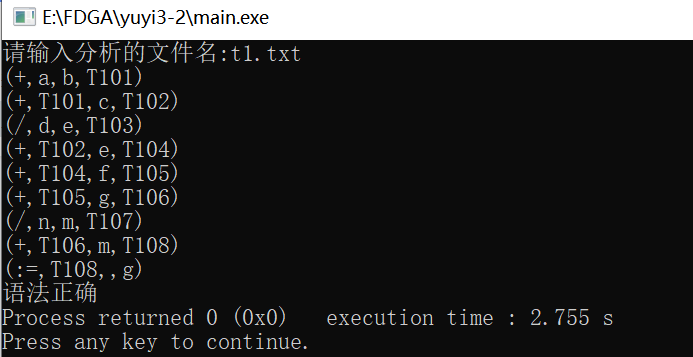 E:\FDGA\yuyi3-2\main.exe
请输入分析的文件名:t1.txt
(+,a,b,T101)
(+,T101,c,T102)
(/,d,e,T103)
(+,T102,e,T104)
(+,T104,f,T105)
(+,T105,g,T106)
(/,n,m,T107)
(+,T106,m,T108)
(:=,T108,,g)
语法正确
Process returned 0 (0x0)   execution time : 2.755 s
Press any key to continue.